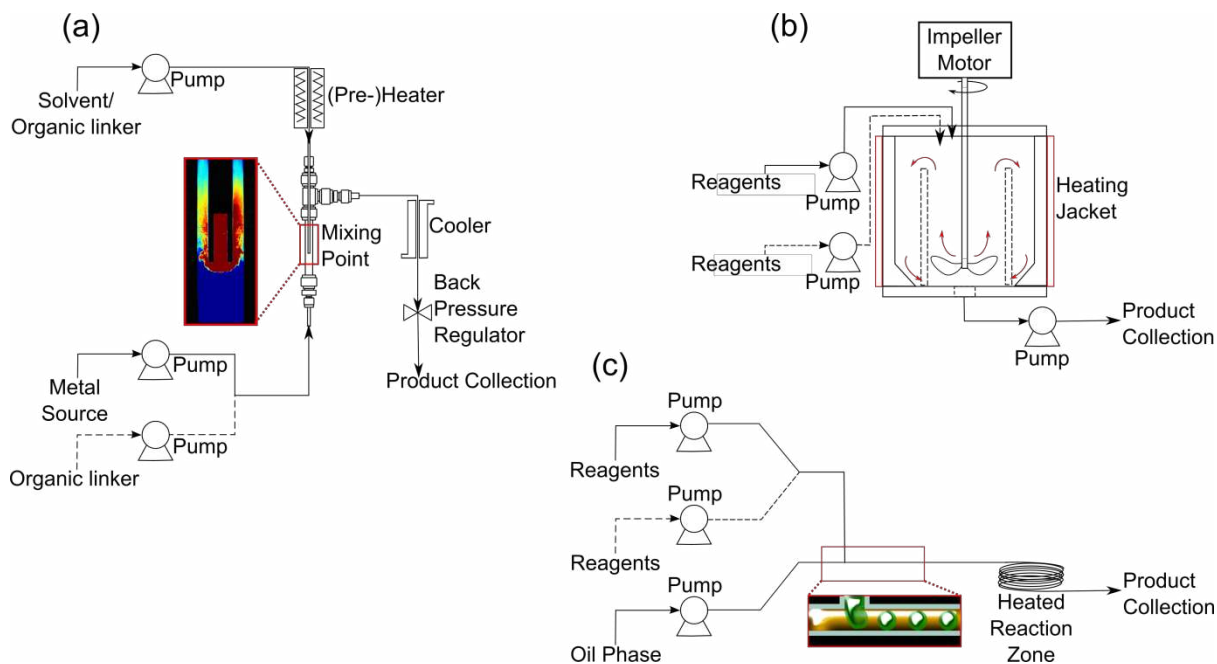 (a)
Pump
Solvent/
Organic linker
(Pre-)Heater
Mixing
Point
Cooler
Back
Pressure
Regulator
Product Collection
Pump
Metal
Source
Pump
Organic linker
(b)
Impeller
Motor
Reagents
Pump
Reagents
Pump
Heating
Jacket
Pump
Product
Collection
(c)
Pump
Reagents
Pump
Reagents
Pump
Oil Phase
Heated
Reaction
Zone
Product
Collection